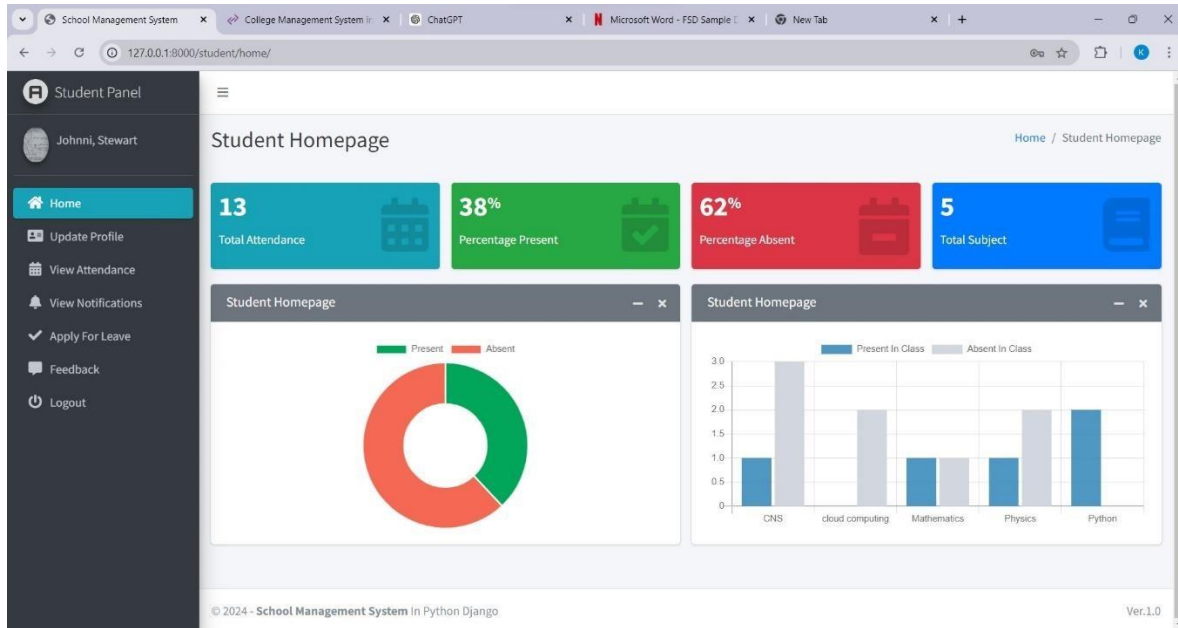 School Management System
College Management System in
ChatGPT
Microsoft Word - FSD Sample
New Tab
127.0.0.1:8000/student/home/
K
Student Panel
Johnni, Stewart
Home
Update Profile
View Attendance
View Notifications
Apply For Leave
Feedback
Logout
Student Homepage
Home / Student Homepage
13
Total Attendance
38%
Percentage Present
62%
Percentage Absent
5
Total Subject
Student Homepage
Present Absent
Student Homepage
Present In Class Absent In Class
3.0
2.5
2.0
1.5
1.0
0.5
0
CNS cloud computing Mathematics Physics Python
© 2024 - School Management System In Python Django
Ver.1.0